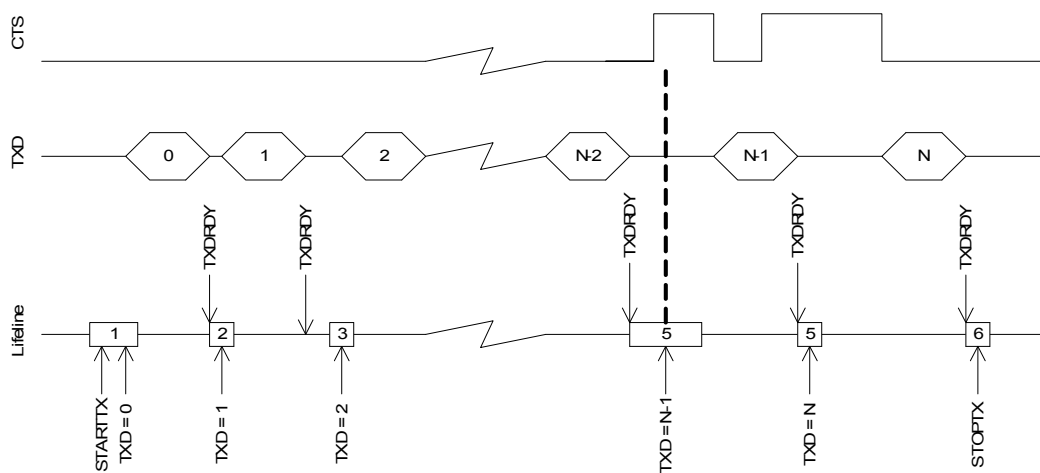 CTS
TXD
0
1
2
N-2
N-1
N
TXDRDY
TXDRDY
TXDRDY
TXDRDY
TXDRDY
Lifeline
1
2
3
5
5
6
STARTTX
TXD = 0
TXD = 1
TXD = 2
TXD = N-1
TXD = N
STOPTX